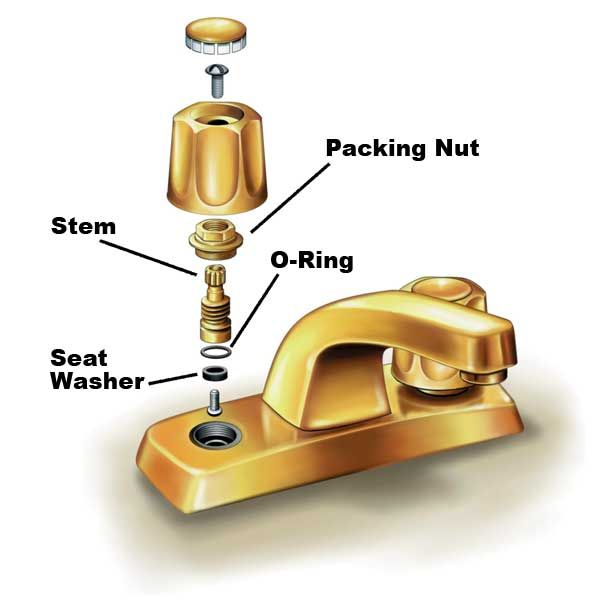 Packing Nut
Stem
O-Ring
Seat
Washer